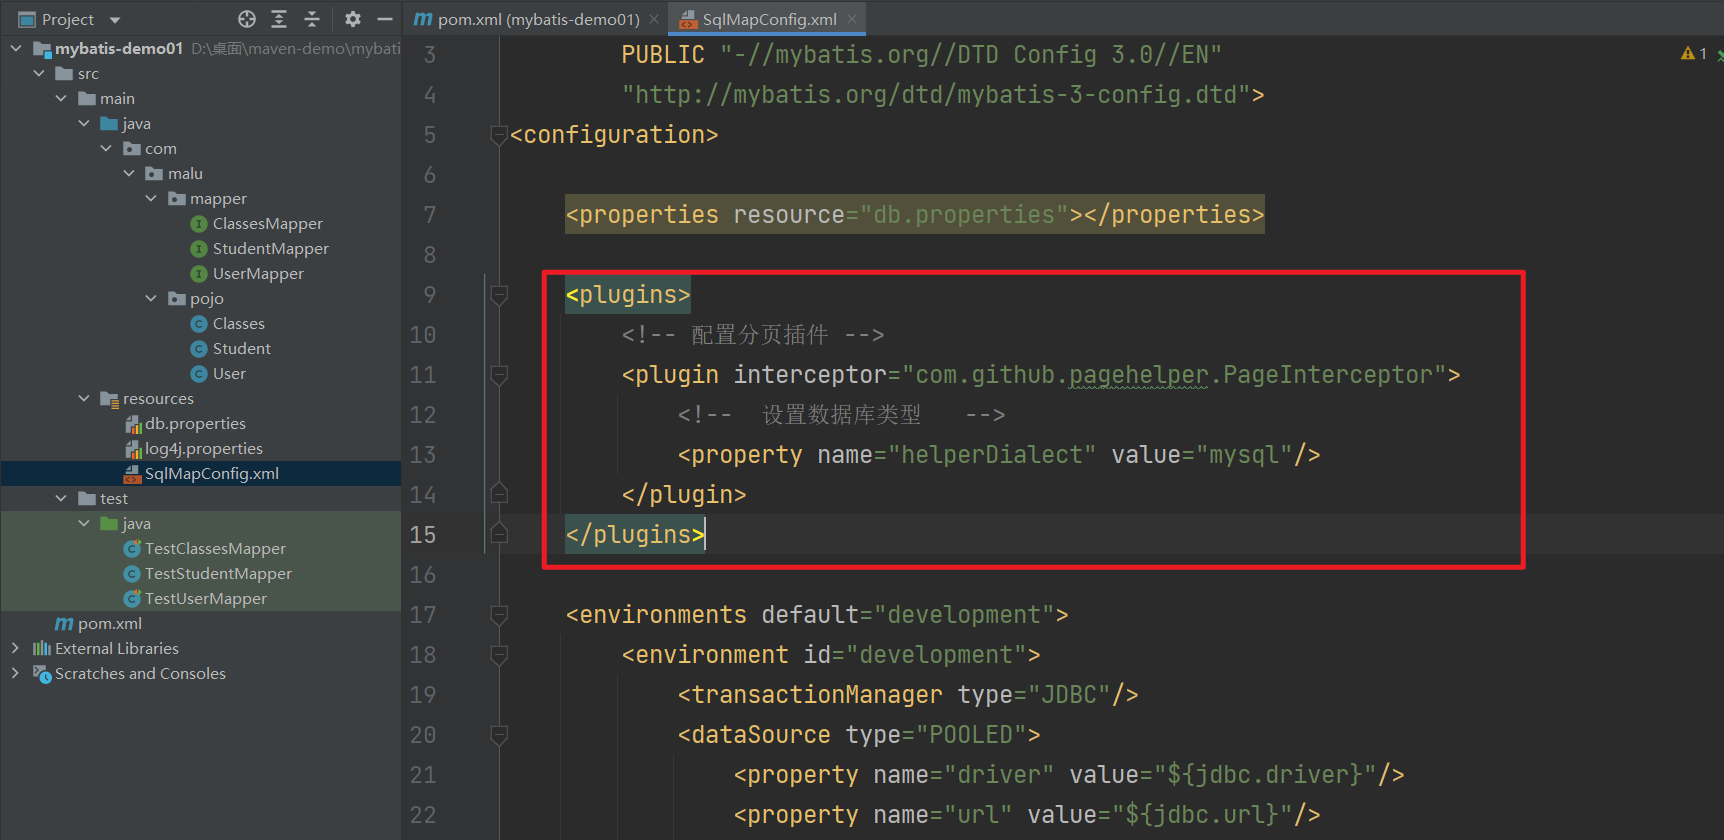 Project
mybatis-demo01 D:\桌面\maven-demo\mybati
src
main
java
com
malu
mapper
ClassesMapper
StudentMapper
UserMapper
pojo
Classes
Student
User
resources
db.properties
log4j.properties
SqlMapConfig.xml
test
java
TestClassesMapper
TestStudentMapper
TestUserMapper
pom.xml
External Libraries
Scratches and Consoles
pom.xml (mybatis-demo01) SqlMapConfig.xml
1
3 PUBLIC "-//mybatis.org//DTD Config 3.0//EN"
4 "http://mybatis.org/dtd/mybatis-3-config.dtd">
5 <configuration>
6
7 <properties resource="db.properties"></properties>
8
9 <plugins>
10 <!-- 配置分页插件 -->
11 <plugin interceptor="com.github.pagehelper.PageInterceptor">
12 <!-- 设置数据库类型 -->
13 <property name="helperDialect" value="mysql"/>
14 </plugin>
15 </plugins>
16
17 <environments default="development">
18 <environment id="development">
19 <transactionManager type="JDBC"/>
20 <dataSource type="POOLED">
21 <property name="driver" value="${jdbc.driver}"/>
22 <property name="url" value="${jdbc.url}"/>